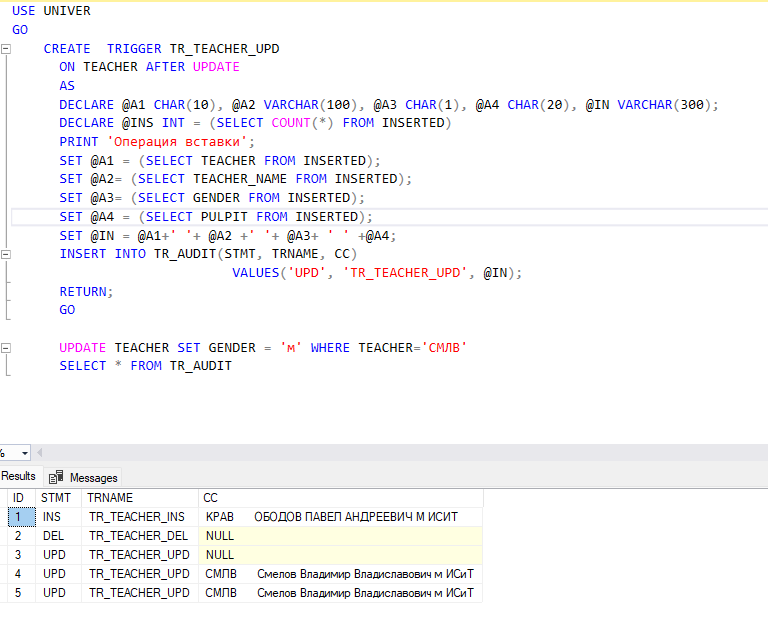 USE UNIVER
GO
CREATE  TRIGGER TR_TEACHER_UPD
ON TEACHER AFTER UPDATE
AS
DECLARE @A1 CHAR(10), @A2 VARCHAR(100), @A3 CHAR(1), @A4 CHAR(20), @IN VARCHAR(300);
DECLARE @INS INT = (SELECT COUNT(*) FROM INSERTED)
PRINT 'Операция вставки';
SET @A1 = (SELECT TEACHER FROM INSERTED);
SET @A2= (SELECT TEACHER_NAME FROM INSERTED);
SET @A3= (SELECT GENDER FROM INSERTED);
SET @A4 = (SELECT PULPIT FROM INSERTED);
SET @IN = @A1+' '+ @A2 +' '+ @A3+ ' ' +@A4;
INSERT INTO TR_AUDIT(STMT, TRNAME, CC)
VALUES('UPD', 'TR_TEACHER_UPD', @IN);
RETURN;
GO
UPDATE TEACHER SET GENDER = 'м' WHERE TEACHER='СМЛВ'
SELECT * FROM TR_AUDIT
%
Results Messages
ID STMT TRNAME CC
1 INS TR_TEACHER_INS КРАВ ОБОДОВ ПАВЕЛ АНДРЕЕВИЧ М ИСИТ
2 DEL TR_TEACHER_DEL NULL
3 UPD TR_TEACHER_UPD NULL
4 UPD TR_TEACHER_UPD СМЛВ Смелов Владимир Владиславович м ИСиТ
5 UPD TR_TEACHER_UPD СМЛВ Смелов Владимир Владиславович м ИСиТ